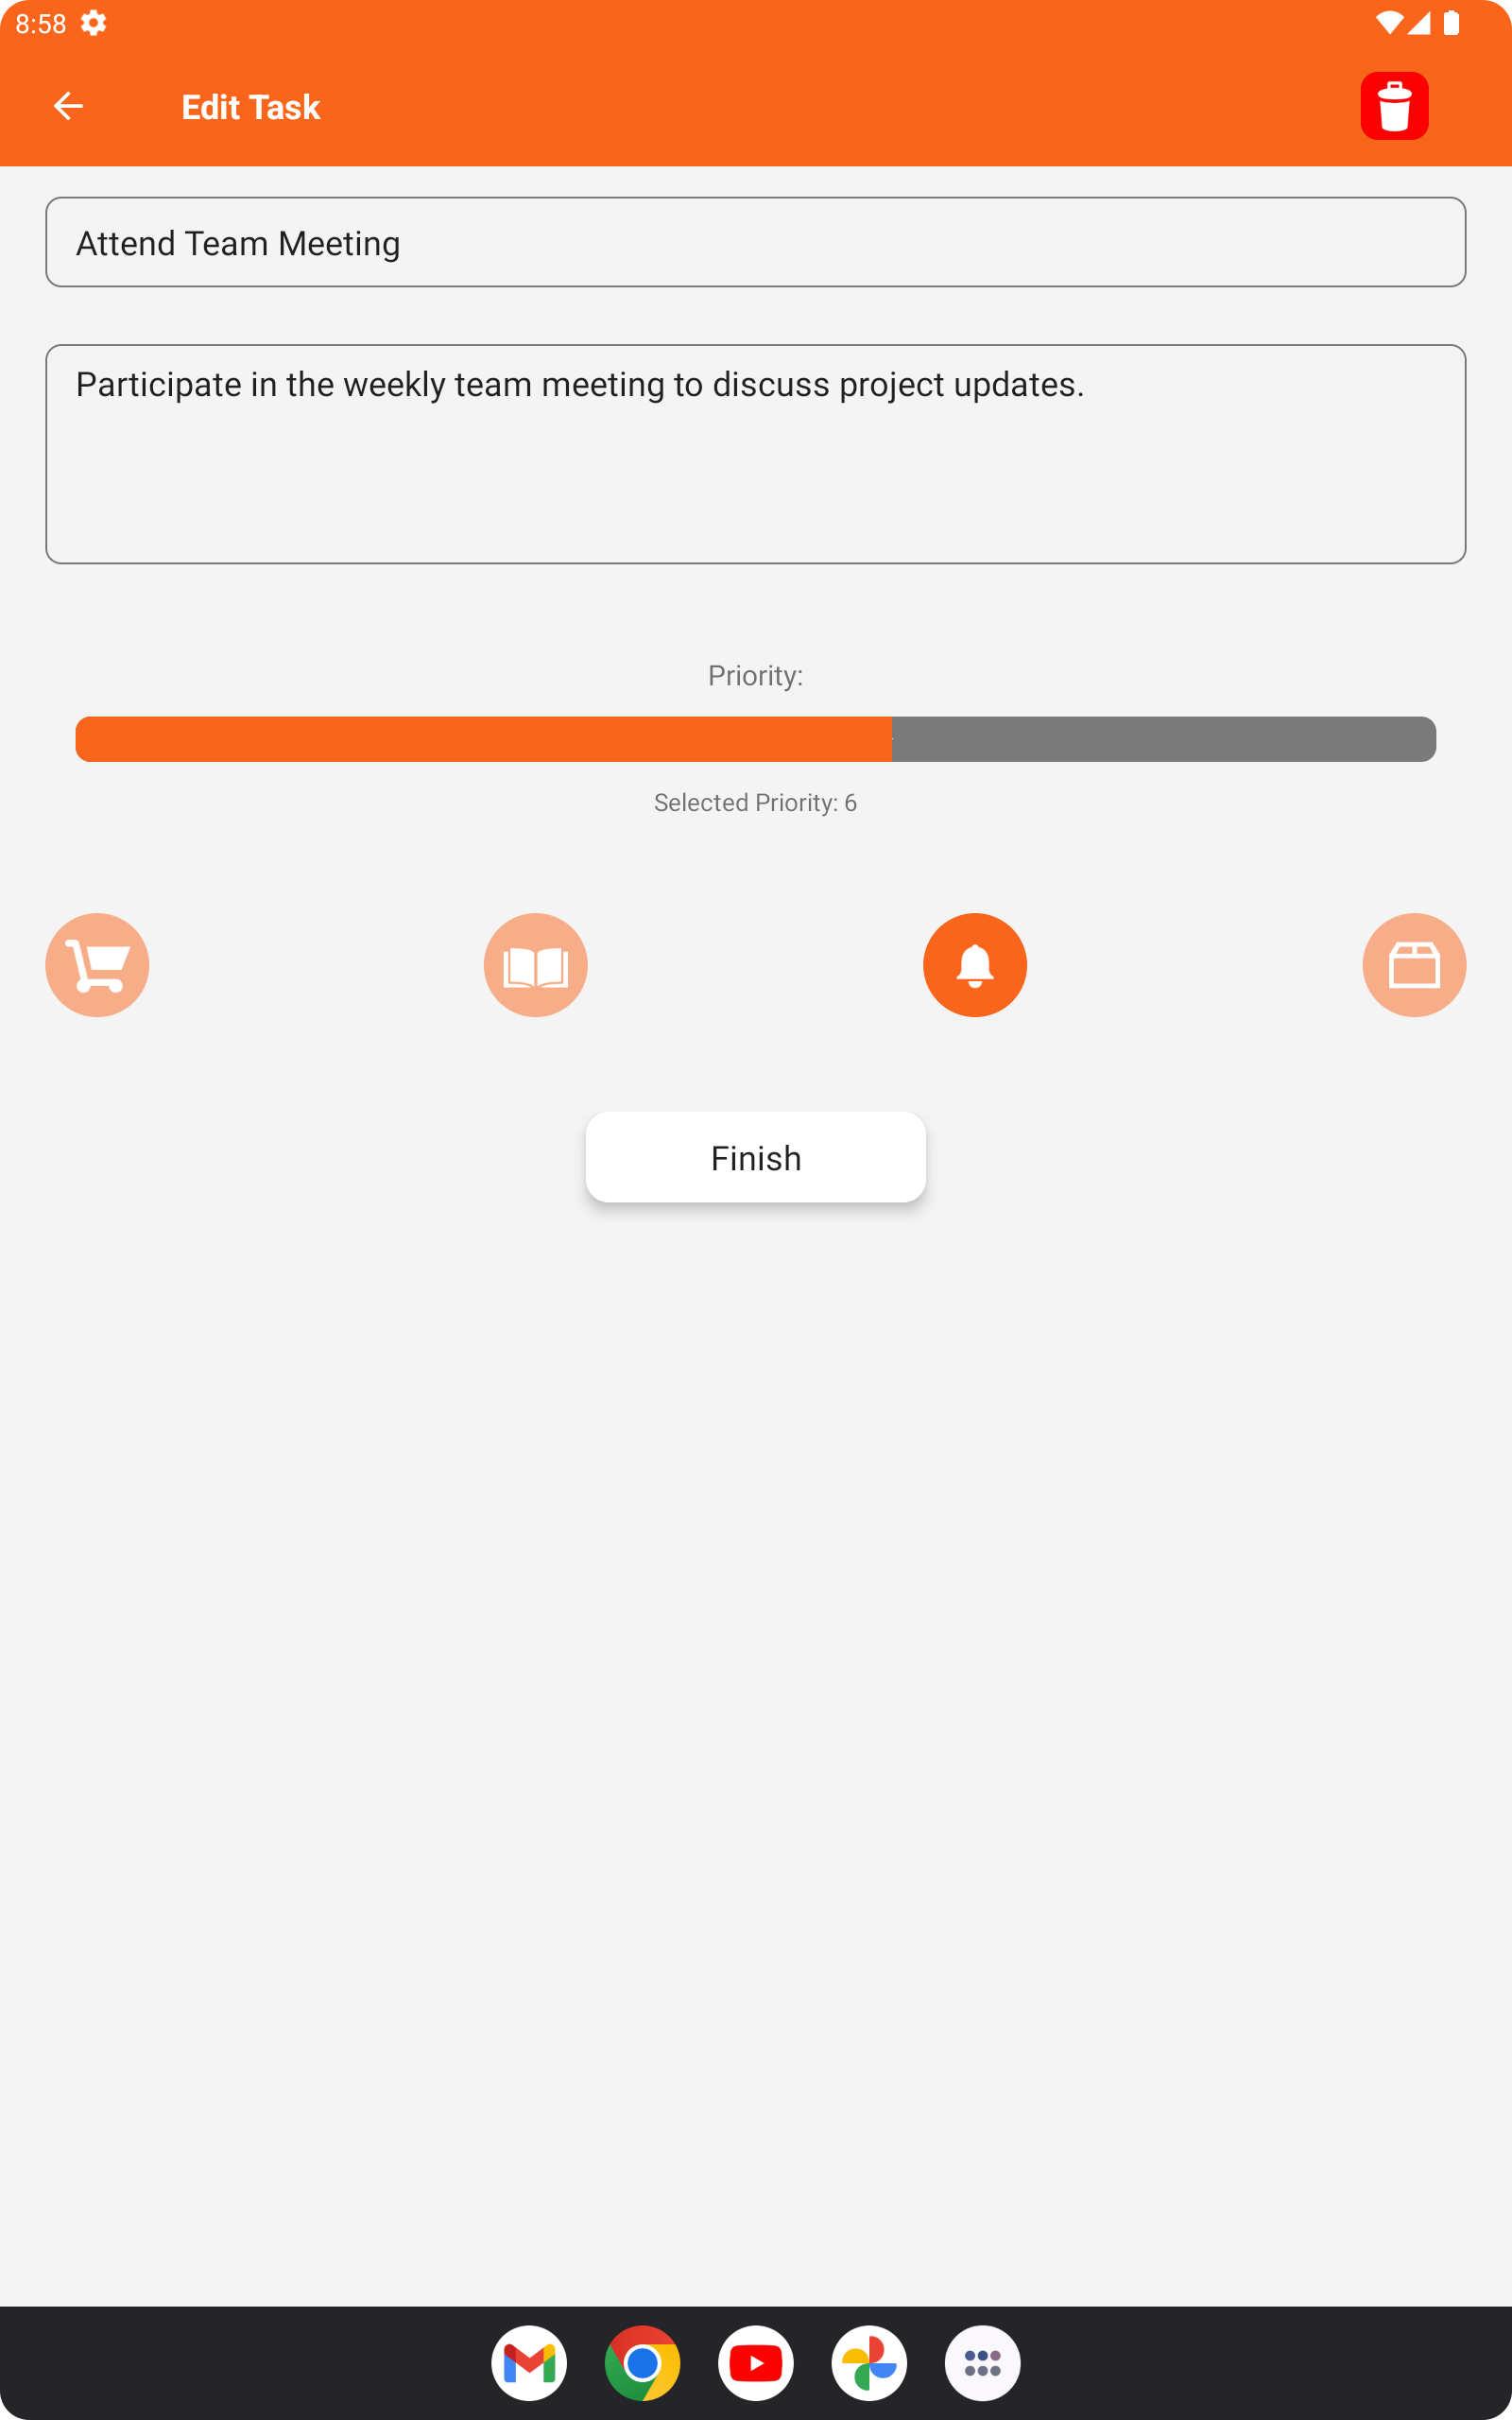 8:58
Edit Task
Attend Team Meeting
Participate in the weekly team meeting to discuss project updates.
Priority:
Selected Priority: 6
Finish